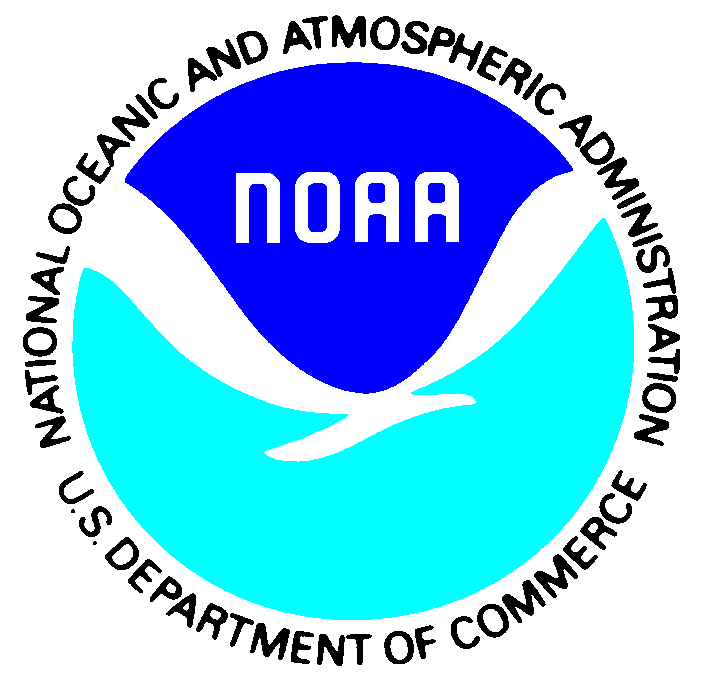 NATIONAL OCEANIC AND ATMOSPHERIC ADMINISTRATION
NOAA
U.S. DEPARTMENT OF COMMERCE